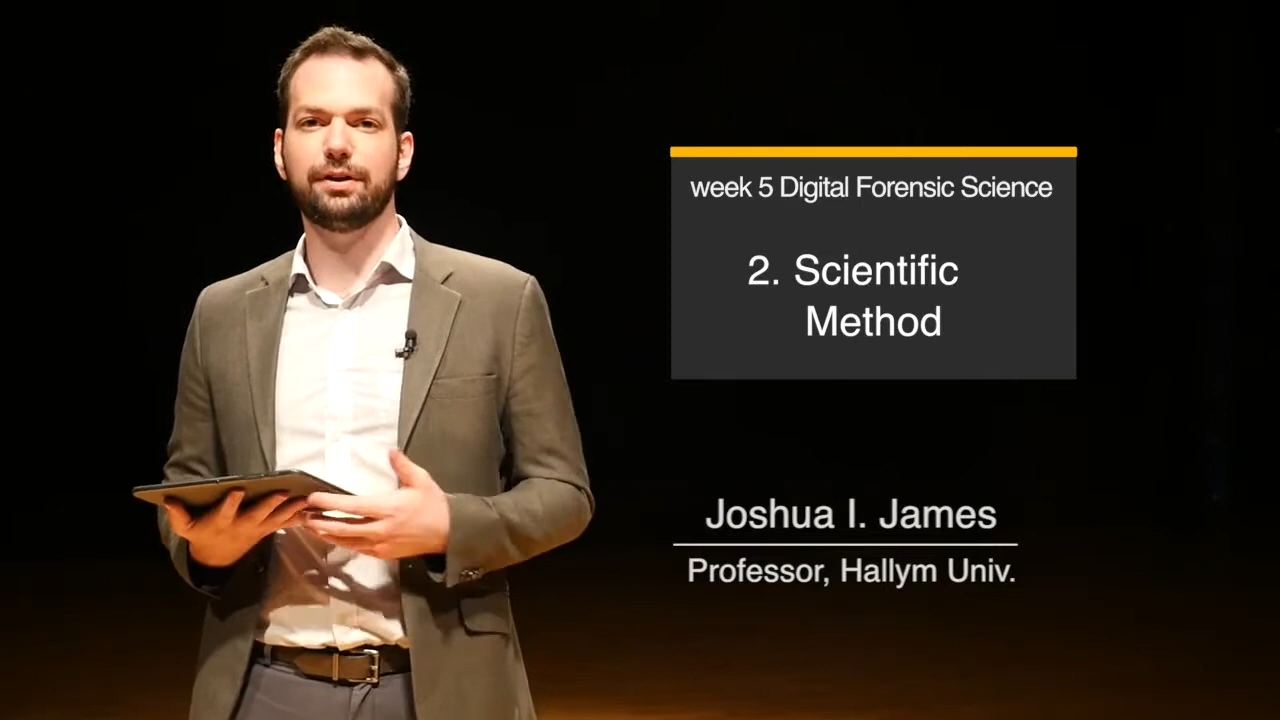 week 5 Digital Forensic Science
2. Scientific
Method
Joshua I. James
Professor, Hallym Univ.